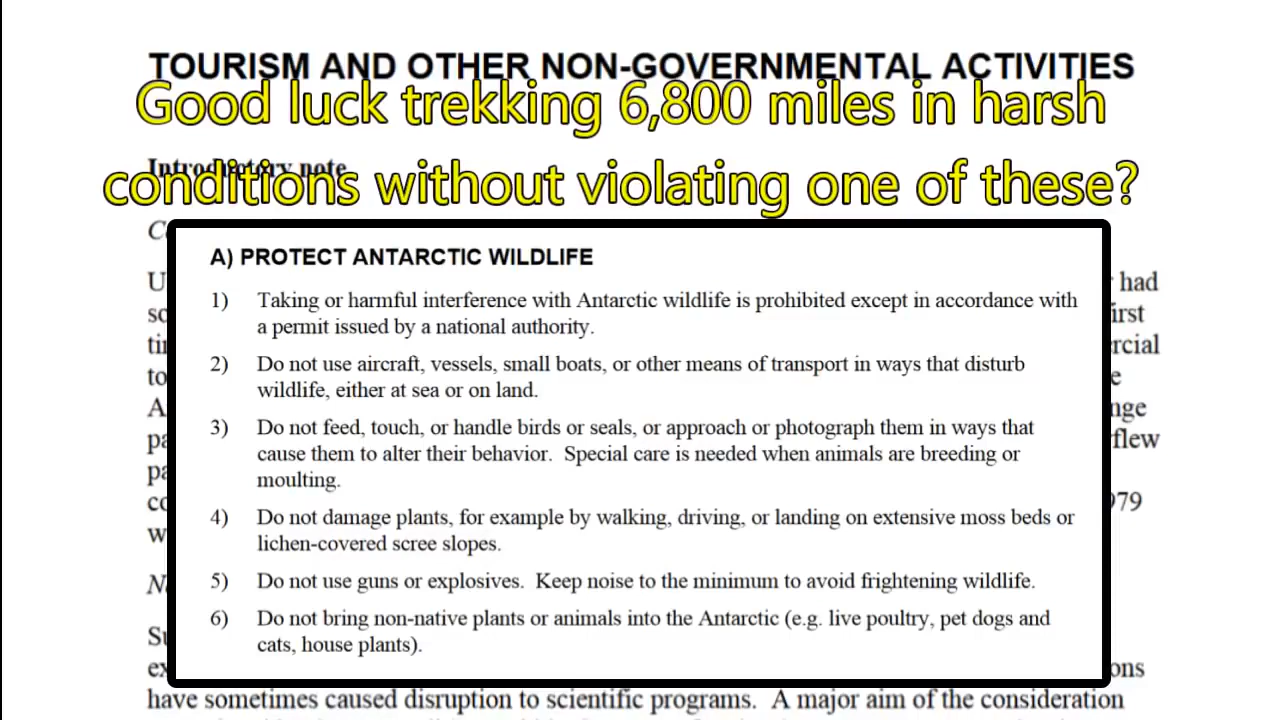 TOURISM AND OTHER NON-GOVERNMENTAL ACTIVITIES
Good luck trekking 6,800 miles in harsh
Introductory note
conditions without violating one of these?
A) PROTECT ANTARCTIC WILDLIFE
1) Taking or harmful interference with Antarctic wildlife is prohibited except in accordance with
a permit issued by a national authority.
2) Do not use aircraft, vessels, small boats, or other means of transport in ways that disturb
wildlife, either at sea or on land.
3) Do not feed, touch, or handle birds or seals, or approach or photograph them in ways that
cause them to alter their behavior. Special care is needed when animals are breeding or
moulting.
4) Do not damage plants, for example by walking, driving, or landing on extensive moss beds or
lichen-covered scree slopes.
5) Do not use guns or explosives. Keep noise to the minimum to avoid frightening wildlife.
6) Do not bring non-native plants or animals into the Antarctic (e.g. live poultry, pet dogs and
cats, house plants).
had
flew
have sometimes caused disruption to scientific programs. A major aim of the consideration